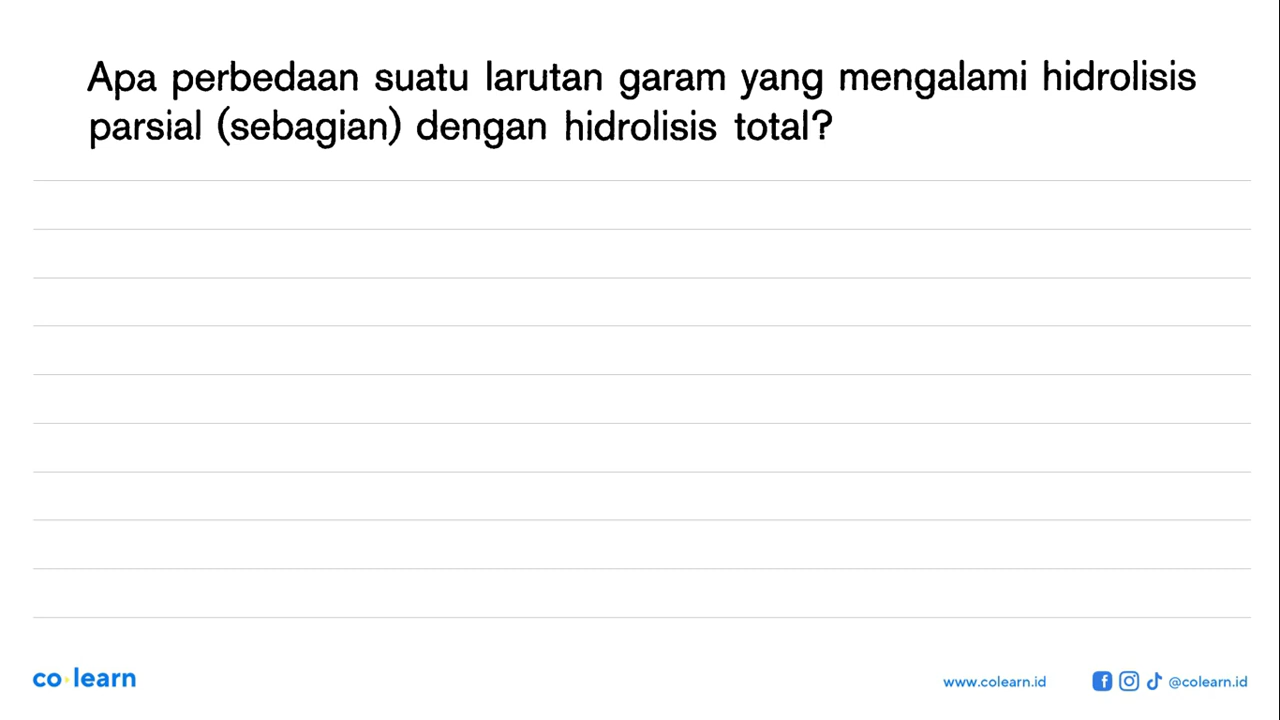 Apa perbedaan suatu larutan garam yang mengalami hidrolisis
parsial (sebagian) dengan hidrolisis total?
co learn
www.colearn.id
@colearn.id